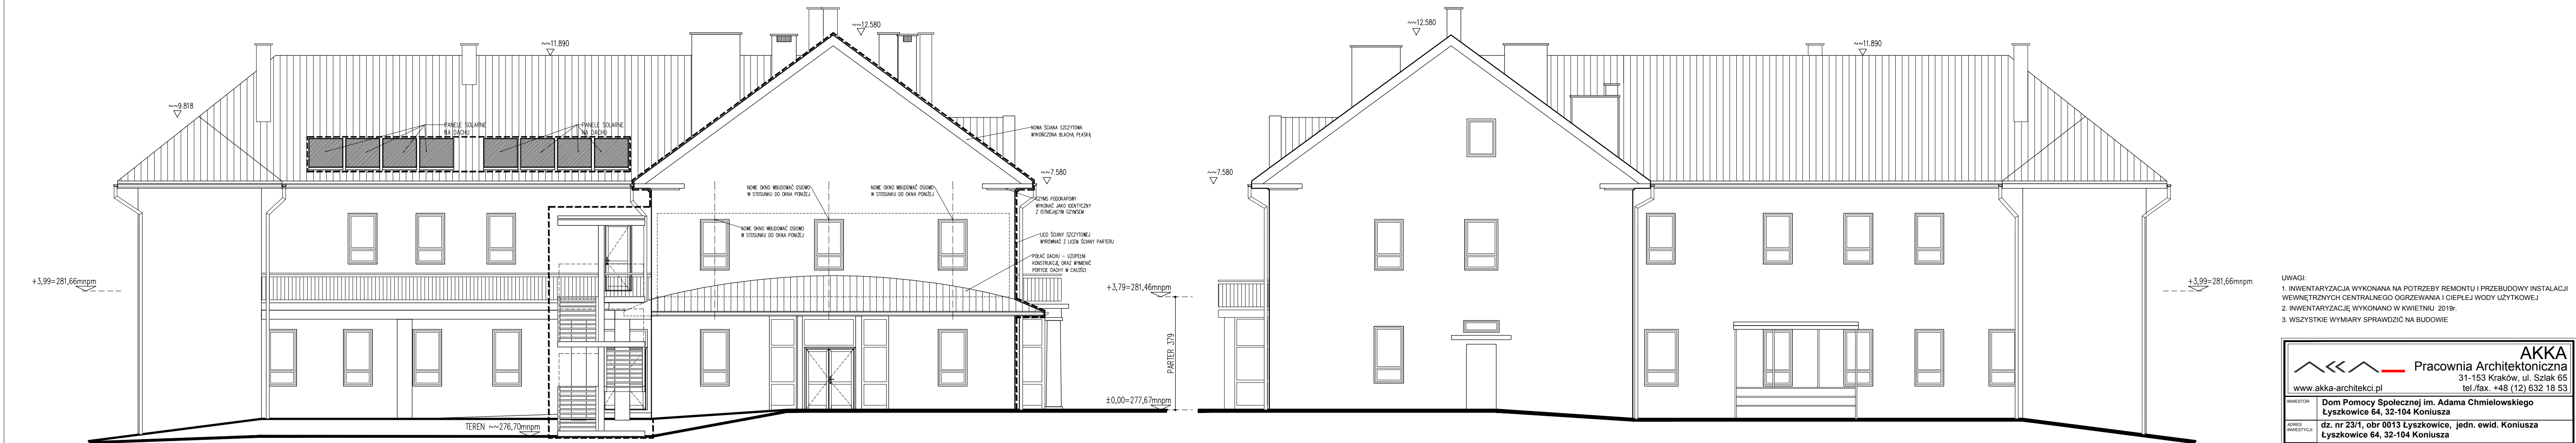 ~~12.580
~~11.890
~~9.818
PANELE SOLARNE
NA DACHU
PANELE SOLARNE
NA DACHU
NOWA ŚCIANA SZCZYTOWA
WYKOŃCZONA BLACHĄ PŁASKĄ
~~7.580
NOWE OKNO WBUDOWAĆ OSIOWO
W STOSUNKU DO OKNA PONIŻEJ
NOWE OKNO WBUDOWAĆ OSIOWO
W STOSUNKU DO OKNA PONIŻEJ
GZYMS PODOKAPOWY
WYKONAĆ JAKO IDENTYCZNY
Z ISTNIEJĄCYM GZYMSEM
NOWE OKNO WBUDOWAĆ OSIOWO
W STOSUNKU DO OKNA PONIŻEJ
LICO ŚCIANY SZCZYTOWEJ
WYRÓWNAĆ Z LICEM ŚCIANY PARTERU
POŁAĆ DACHU - UZUPEŁNI
KONSTRUKCJĘ ORAZ WYMIENIĆ
PORYCIE DACHY W CAŁOŚCI
+3,99=281,66mnpm
+3,79=281,46mnpm
PARTER 379
±0,00=277,67mnpm
TEREN ~~276,70mnpm
~~12.580
~~11.890
~~7.580
+3,99=281,66mnpm
UWAGI:
1. INWENTARYZACJA WYKONANA NA POTRZEBY REMONTU I PRZEBUDOWY INSTALACJI
WEWNĘTRZNYCH CENTRALNEGO OGRZEWANIA I CIEPŁEJ WODY UŻYTKOWEJ
2. INWENTARYZACJĘ WYKONANO W KWIETNIU 2019r.
3. WSZYSTKIE WYMIARY SPRAWDZIĆ NA BUDOWIE
AKKA
Pracownia Architektoniczna
31-153 Kraków, ul. Szlak 65
www.akka-architekci.pl tel./fax. +48 (12) 632 18 53
INWESTOR: Dom Pomocy Społecznej im. Adama Chmielowskiego
Łyszkowice 64, 32-104 Koniusza
ADRES INWESTYCJI: dz. nr 23/1, obr 0013 Łyszkowice, jedn. ewid. Koniusza
Łyszkowice 64, 32-104 Koniusza